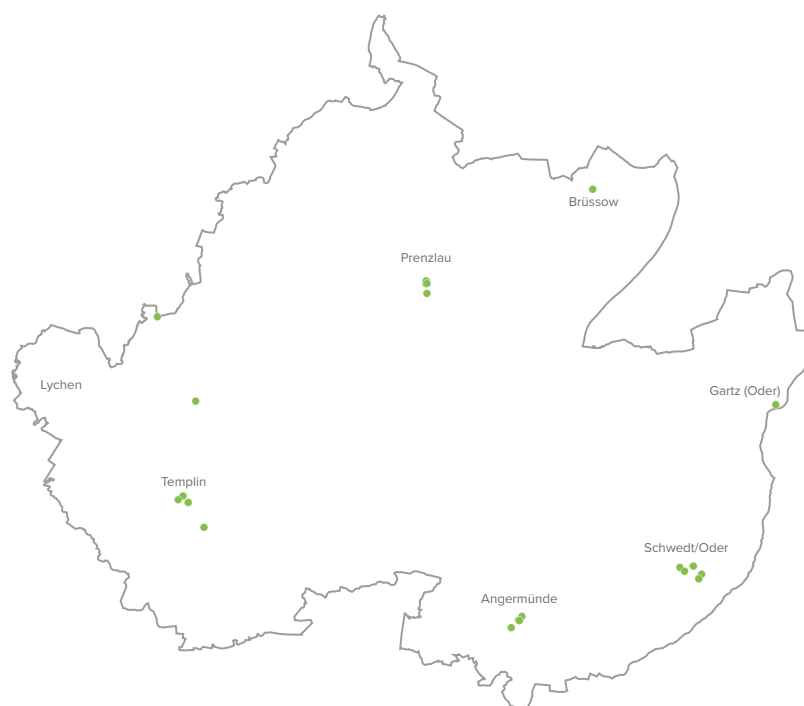 Brüssow
Prenzlau
Lychen
Gartz (Oder)
Templin
Schwedt/Oder
Angermünde